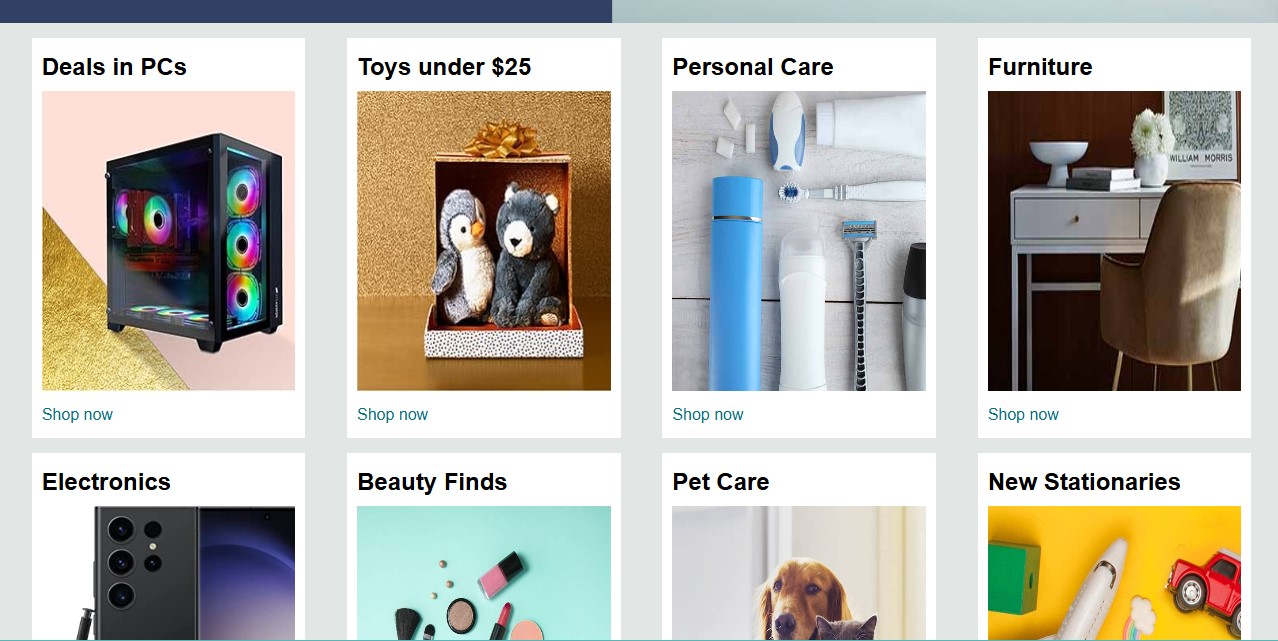 Deals in PCs
Toys under $25
Personal Care
Furniture
WILLIAM MORRIS
Shop now
Shop now
Shop now
Shop now
Electronics
Beauty Finds
Pet Care
New Stationaries